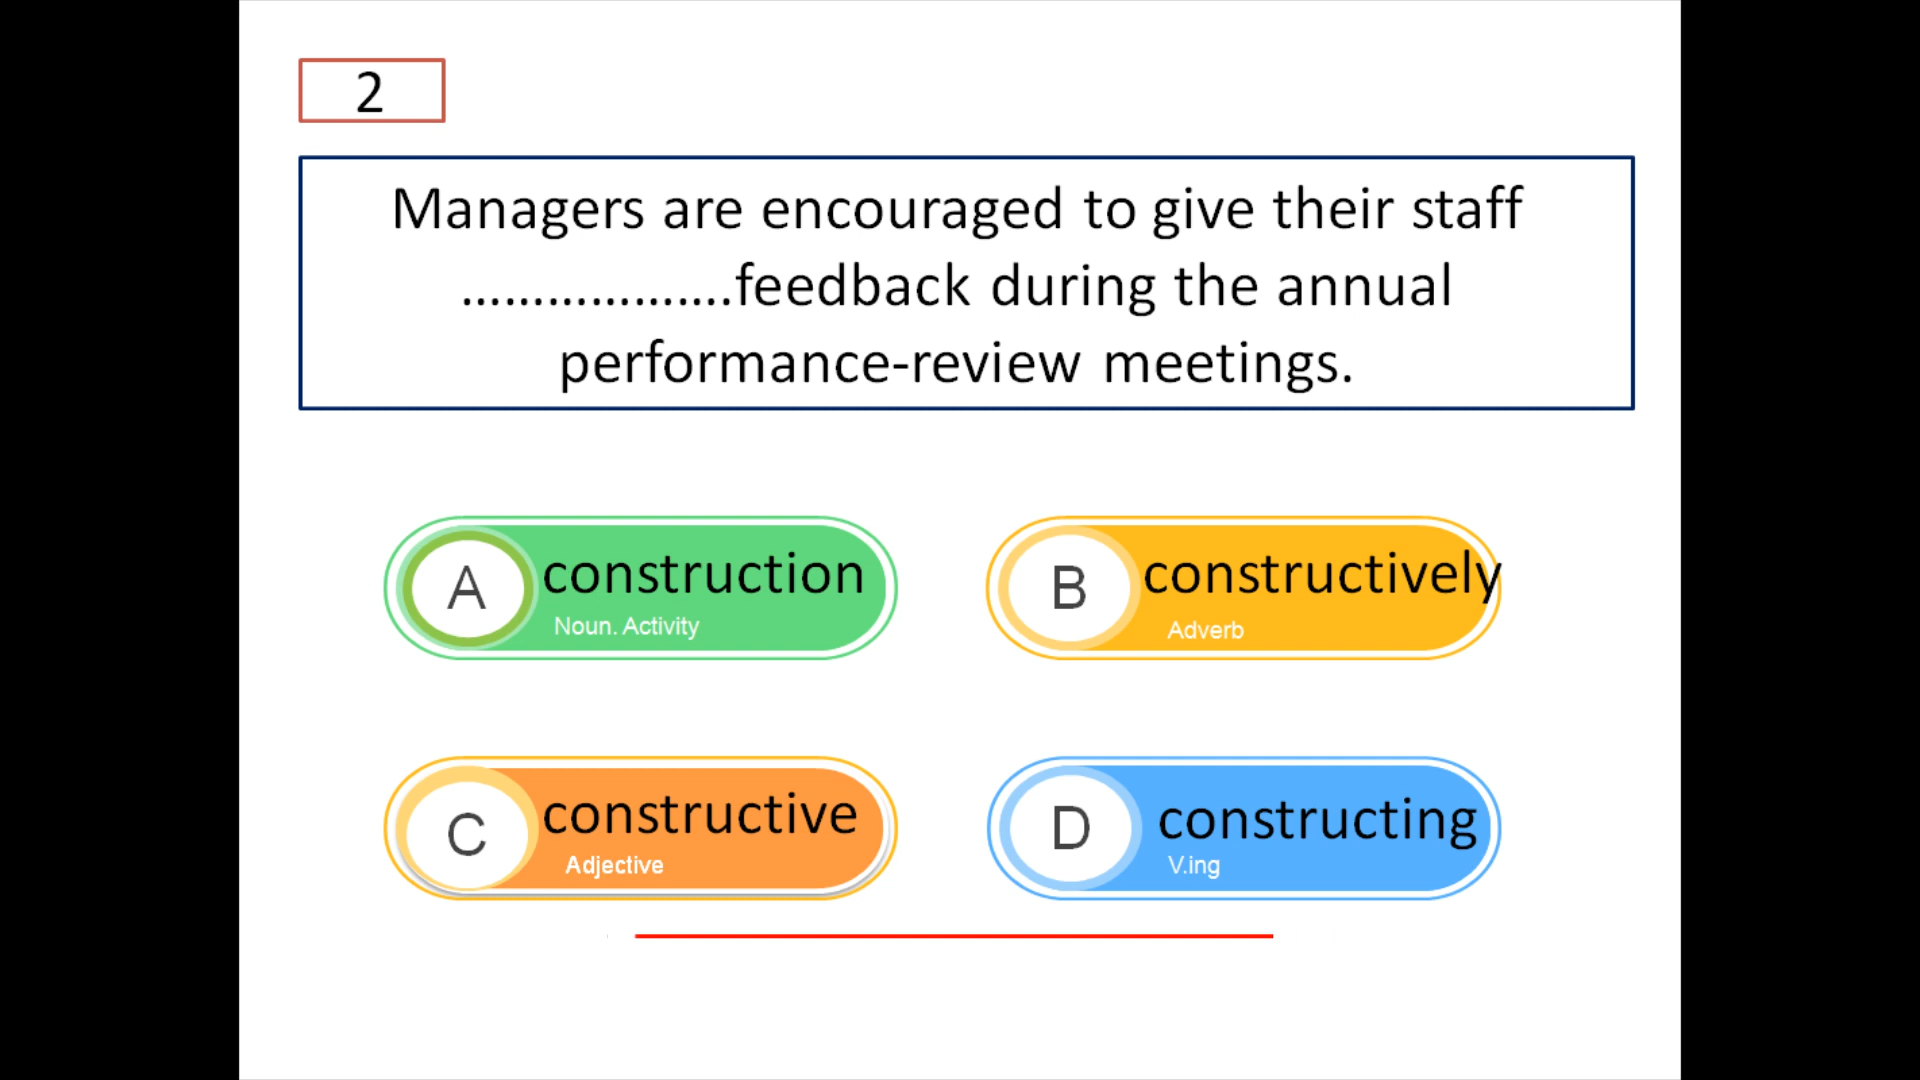 2
Managers are encouraged to give their staff
...................feedback during the annual
performance-review meetings.
A construction
Noun. Activity
B constructively
Adverb
C constructive
Adjective
D constructing
V.ing